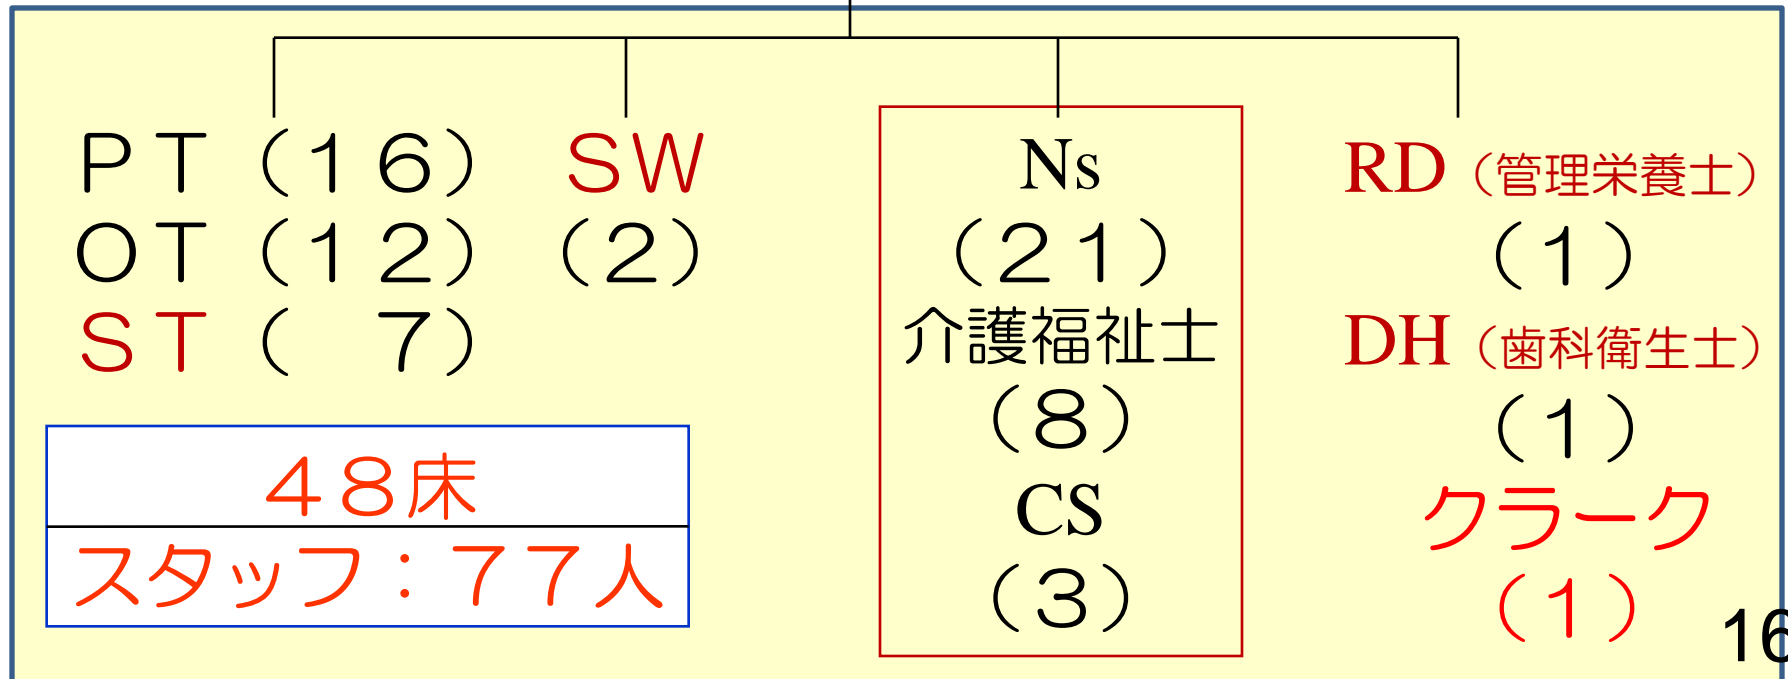 PT(16)
OT(12)
ST( 7)
SW
(2)
Ns
(21)
介護福祉士
(8)
CS
(3)
RD(管理栄養士)
(1)
DH(歯科衛生士)
(1)
クラーク
(1)
48床
スタッフ:77人
16